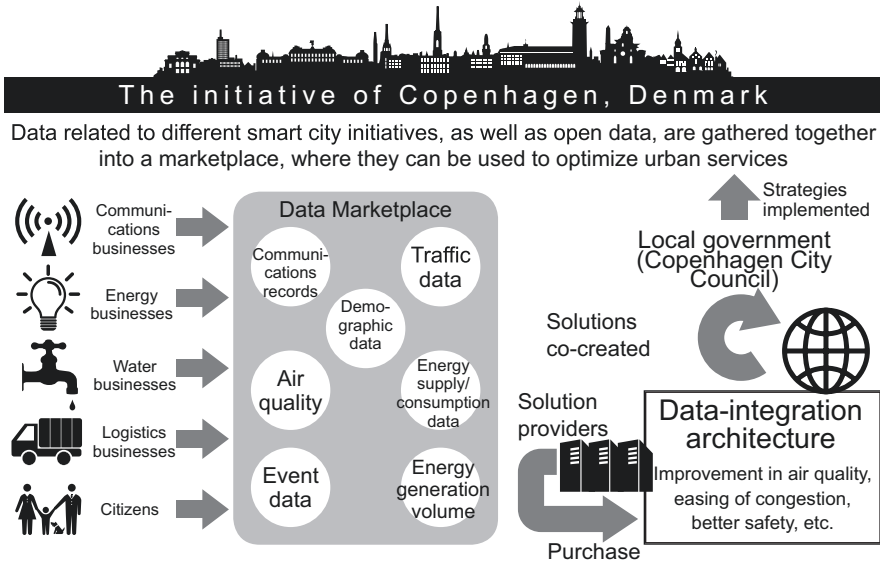 The initiative of Copenhagen, Denmark
Data related to different smart city initiatives, as well as open data, are gathered together
into a marketplace, where they can be used to optimize urban services
Communi-
cations
businesses
Energy
businesses
Water
businesses
Logistics
businesses
Citizens
Data Marketplace
Communi-
cations
records
Traffic
data
Demo-
graphic
data
Air
quality
Energy
supply/
consumption
data
Event
data
Energy
generation
volume
Strategies
implemented
Local government
(Copenhagen City
Council)
Solutions
co-created
Solution
providers
Data-integration
architecture
Improvement in air quality,
easing of congestion,
better safety, etc.
Purchase